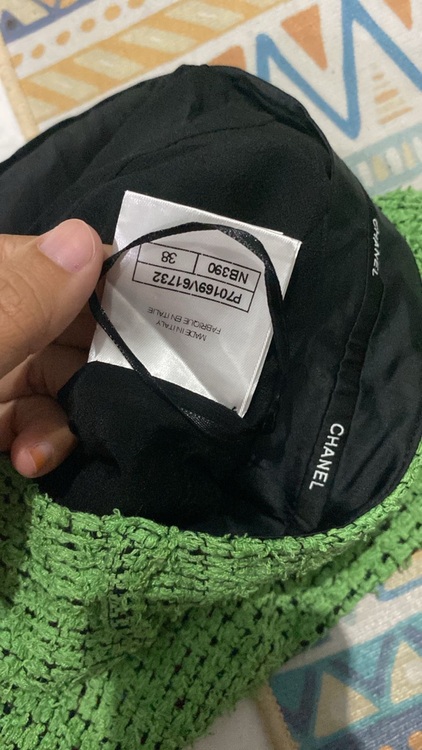 P70169V61732
NB390 38
MADE IN ITALY
FABRIQUE EN ITALIE
CHANEL
CHANEL